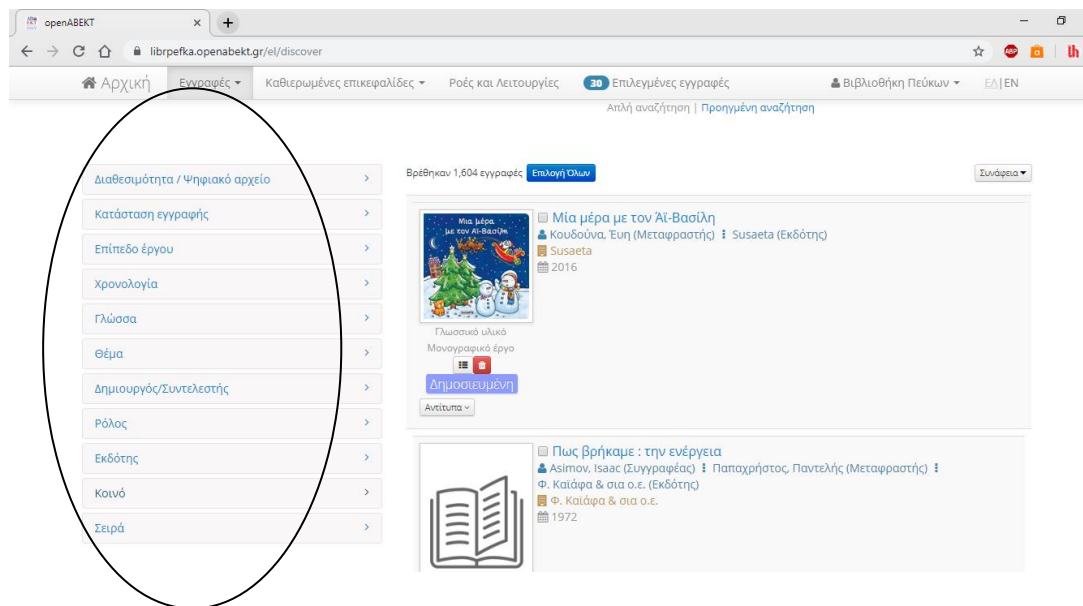 openABEKT
librpefka.openabekt.gr/el/discover
ABP
Αρχική Εγγραφές Καθιερωμένες επικεφαλίδες Ροές και Λειτουργίες 30 Επιλεγμένες εγγραφές Βιβλιοθήκη Πεύκων ΕΛ|EN
Απλή αναζήτηση | Προηγμένη αναζήτηση
Διαθεσιμότητα / Ψηφιακό αρχείο
Κατάσταση εγγραφής
Επίπεδο έργου
Χρονολογία
Γλώσσα
Θέμα
Δημιουργός/Συντελεστής
Ρόλος
Εκδότης
Κοινό
Σειρά
Βρέθηκαν 1,604 εγγραφές Επιλογή Όλων Συνάφεια
Μια μέρα
με τον Αϊ-Βασίλη
Μία μέρα με τον Άϊ-Βασίλη
Κουδούνα, Έυη (Μεταφραστής) Susaeta (Εκδότης)
Susaeta
2016
Γλωσσικό υλικό
Μονογραφικό έργο
Δημοσιευμένη
Αντίτυπα
Πως βρήκαμε : την ενέργεια
Asimov, Isaac (Συγγραφέας) Παπαχρήστος, Παντελής (Μεταφραστής)
Φ. Καϊάφα & σια ο.ε. (Εκδότης)
Φ. Καϊάφα & σια ο.ε.
1972